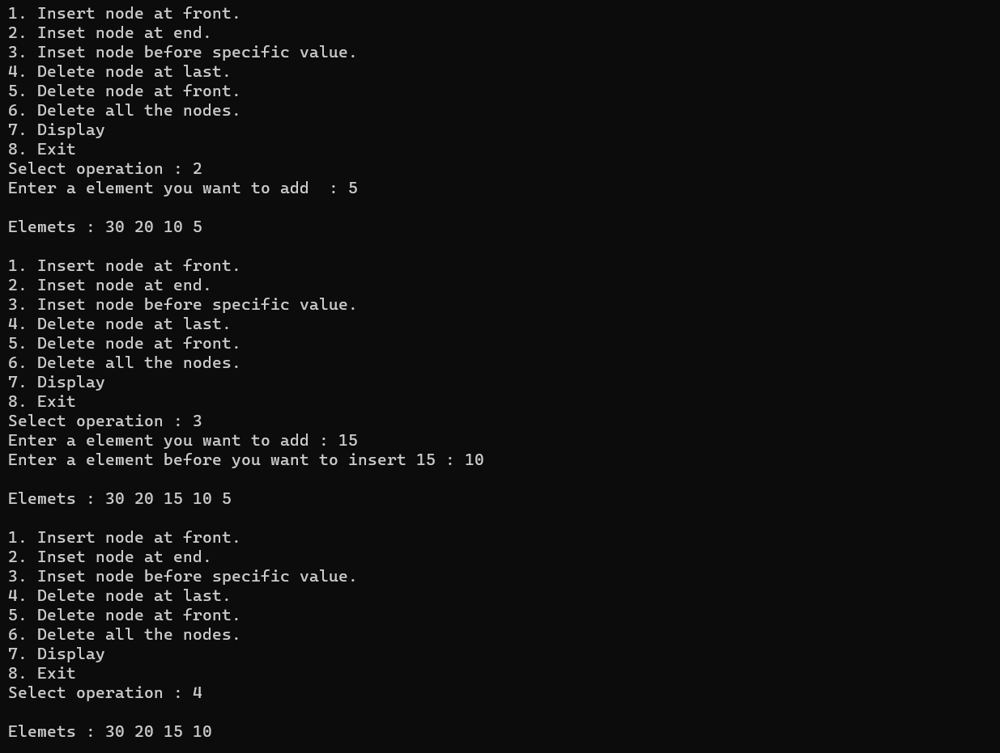 1. Insert node at front.
2. Inset node at end.
3. Inset node before specific value.
4. Delete node at last.
5. Delete node at front.
6. Delete all the nodes.
7. Display
8. Exit
Select operation : 2
Enter a element you want to add  : 5
Elemets : 30 20 10 5
1. Insert node at front.
2. Inset node at end.
3. Inset node before specific value.
4. Delete node at last.
5. Delete node at front.
6. Delete all the nodes.
7. Display
8. Exit
Select operation : 3
Enter a element you want to add : 15
Enter a element before you want to insert 15 : 10
Elemets : 30 20 15 10 5
1. Insert node at front.
2. Inset node at end.
3. Inset node before specific value.
4. Delete node at last.
5. Delete node at front.
6. Delete all the nodes.
7. Display
8. Exit
Select operation : 4
Elemets : 30 20 15 10